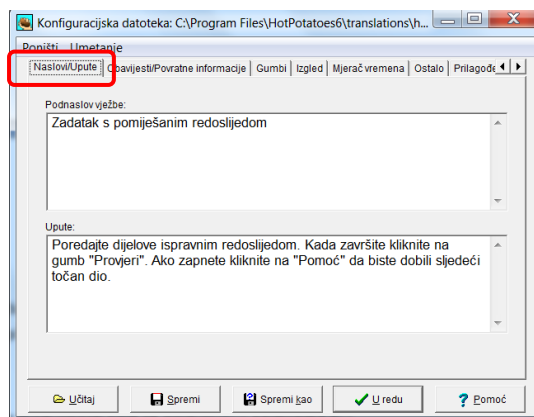 Konfiguracijska datoteka: C:\Program Files\HotPotatoes6\translations\h...
Poništi Umetanje
Naslovi/Upute Obavijesti/Povratne informacije Gumbi Izgled Mjerač vremena Ostalo Prilagođe
Podnaslov vježbe:
Zadatak s pomiješanim redoslijedom
Upute:
Poredajte dijelove ispravnim redoslijedom. Kada završite kliknite na
gumb "Provjeri". Ako zapnete kliknite na "Pomoć" da biste dobili sljedeći
točan dio.
Učitaj Spremi Spremi kao U redu Pomoć